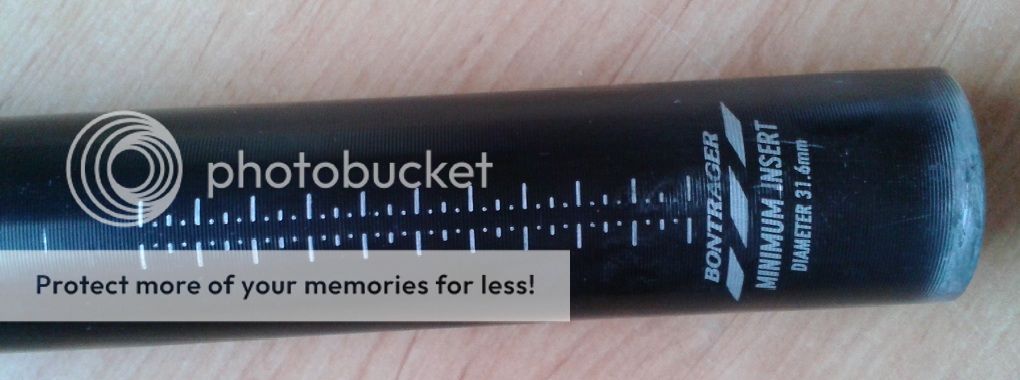 photobucket
Protect more of your memories for less!
BONTRAGER
MINIMUM INSERT
DIAMETER 31.6mm